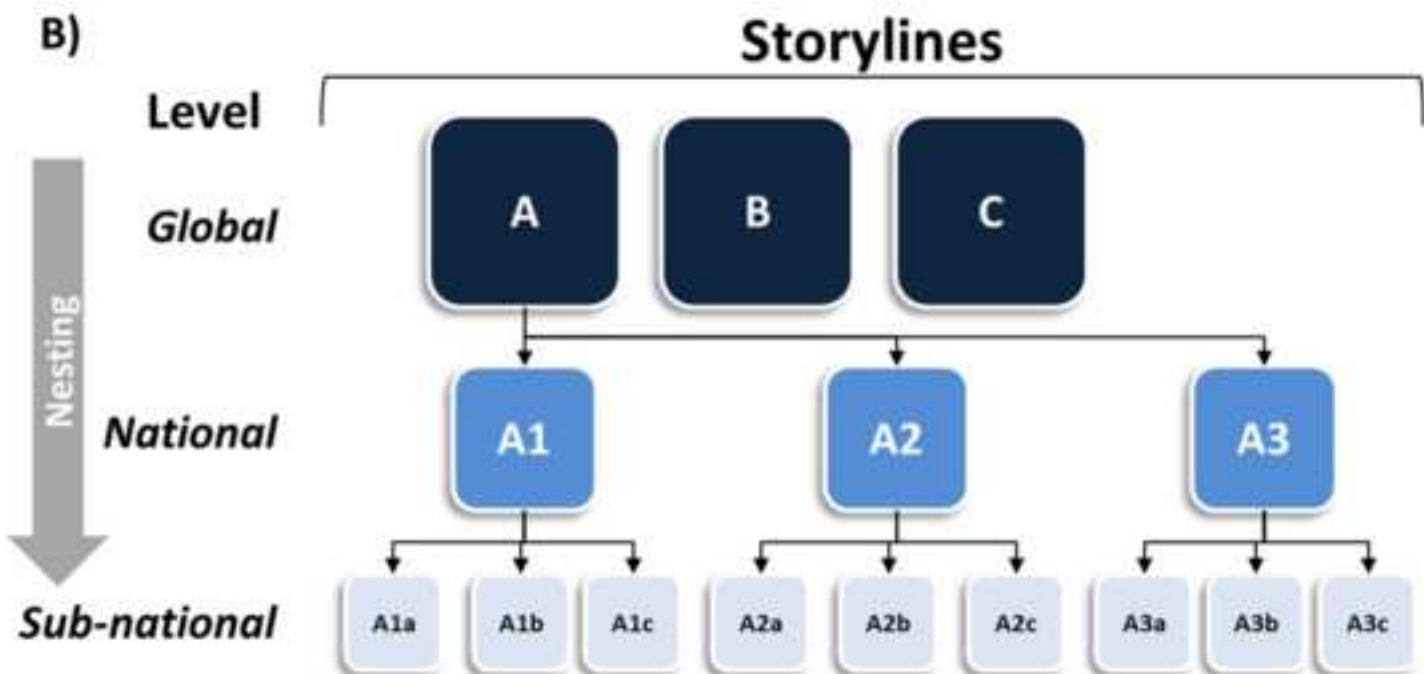 B)
Storylines
Level
Global
A
B
C
Nesting
National
A1
A2
A3
Sub-national
A1a
A1b
A1c
A2a
A2b
A2c
A3a
A3b
A3c